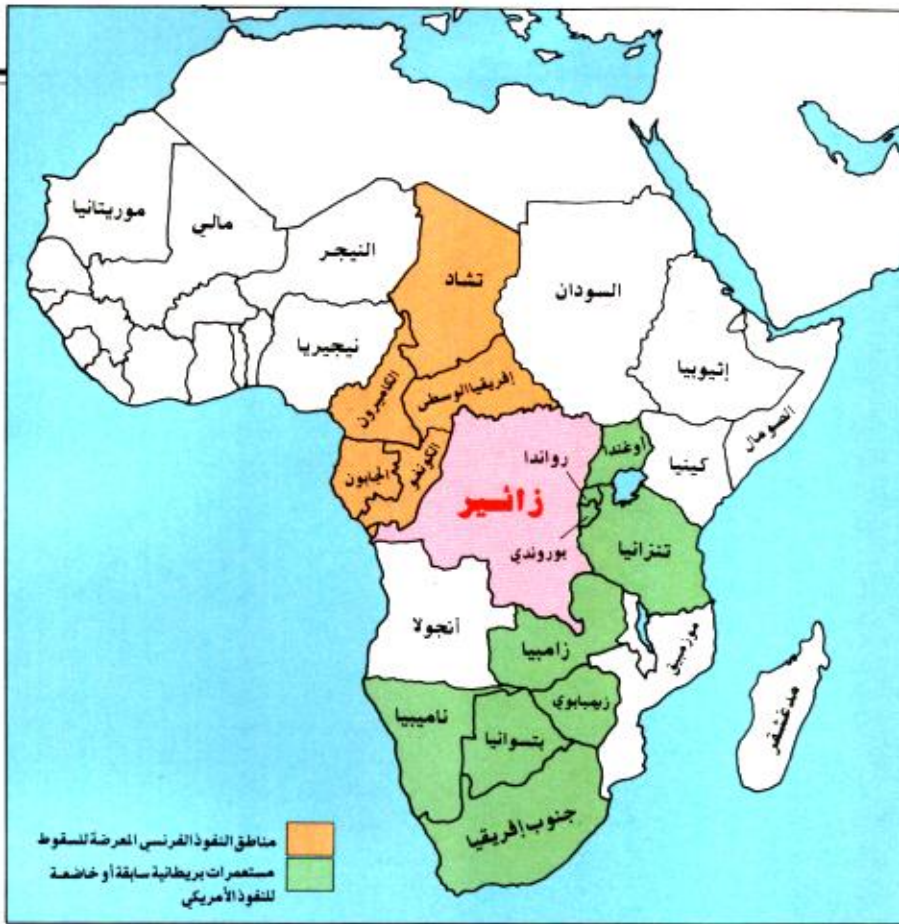 موريتانيا
مالي
النيجر
تشاد
السودان
نيجيريا
إثيوبيا
الكاميرون
إفريقيا الوسطى
الصومال
أوغندا
كينيا
رواندا
الكونغو
الجابون
زائير
تنزانيا
بوروندي
أنجولا
زامبيا
موزمبيق
مدغشقر
زيمبابوي
ناميبيا
بتسوانيا
جنوب إفريقيا
مناطق النفوذ الفرنسي المعرضة للسقوط
مستعمرات بريطانية سابقة أو خاضعة
للنفوذ الأمريكي